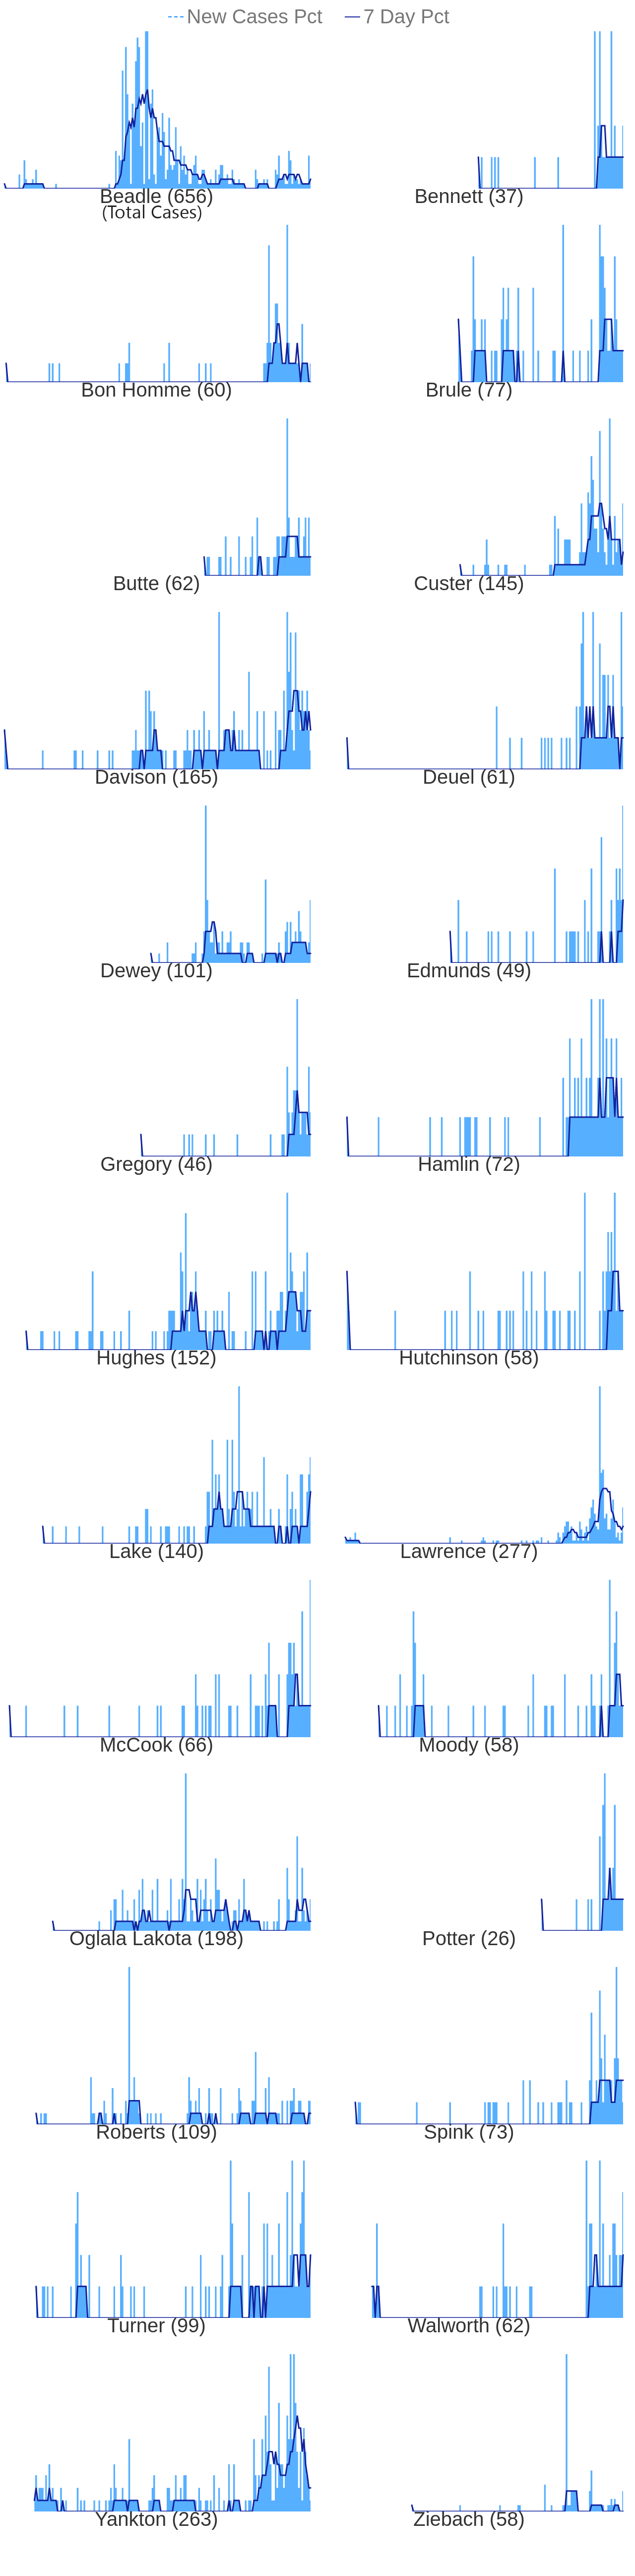 New Cases Pct 7 Day Pct
Beadle (656) Bennett (37)
(Total Cases)
Bon Homme (60) Brule (77)
Butte (62) Custer (145)
Davison (165) Deuel (61)
Dewey (101) Edmunds (49)
Gregory (46) Hamlin (72)
Hughes (152) Hutchinson (58)
Lake (140) Lawrence (277)
McCook (66) Moody (58)
Oglala Lakota (198) Potter (26)
Roberts (109) Spink (73)
Turner (99) Walworth (62)
Yankton (263) Ziebach (58)